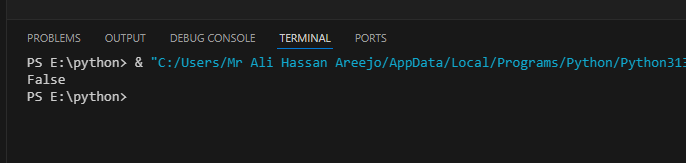 PROBLEMS OUTPUT DEBUG CONSOLE TERMINAL PORTS
PS E:\python> & "C:/Users/Mr Ali Hassan Areejo/AppData/Local/Programs/Python/Python313
False
PS E:\python>